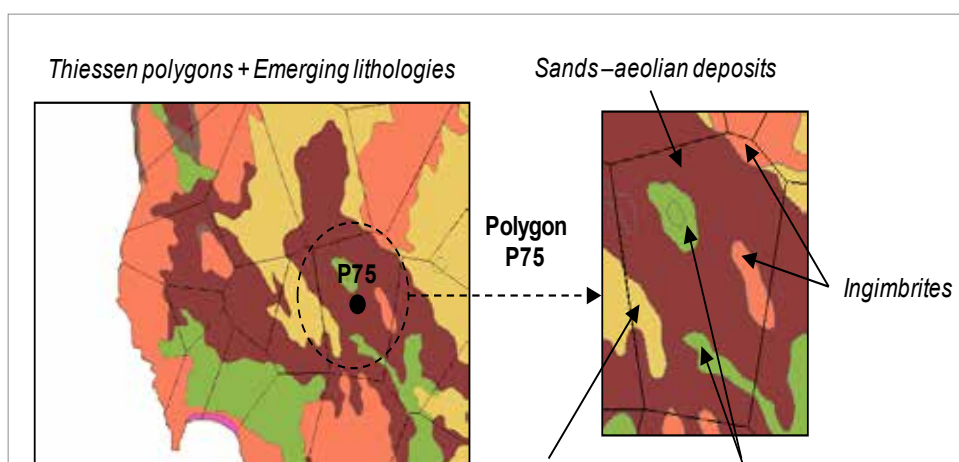 Thiessen polygons + Emerging lithologies
Sands –aeolian deposits
Polygon
P75
P75
Ingimbrites